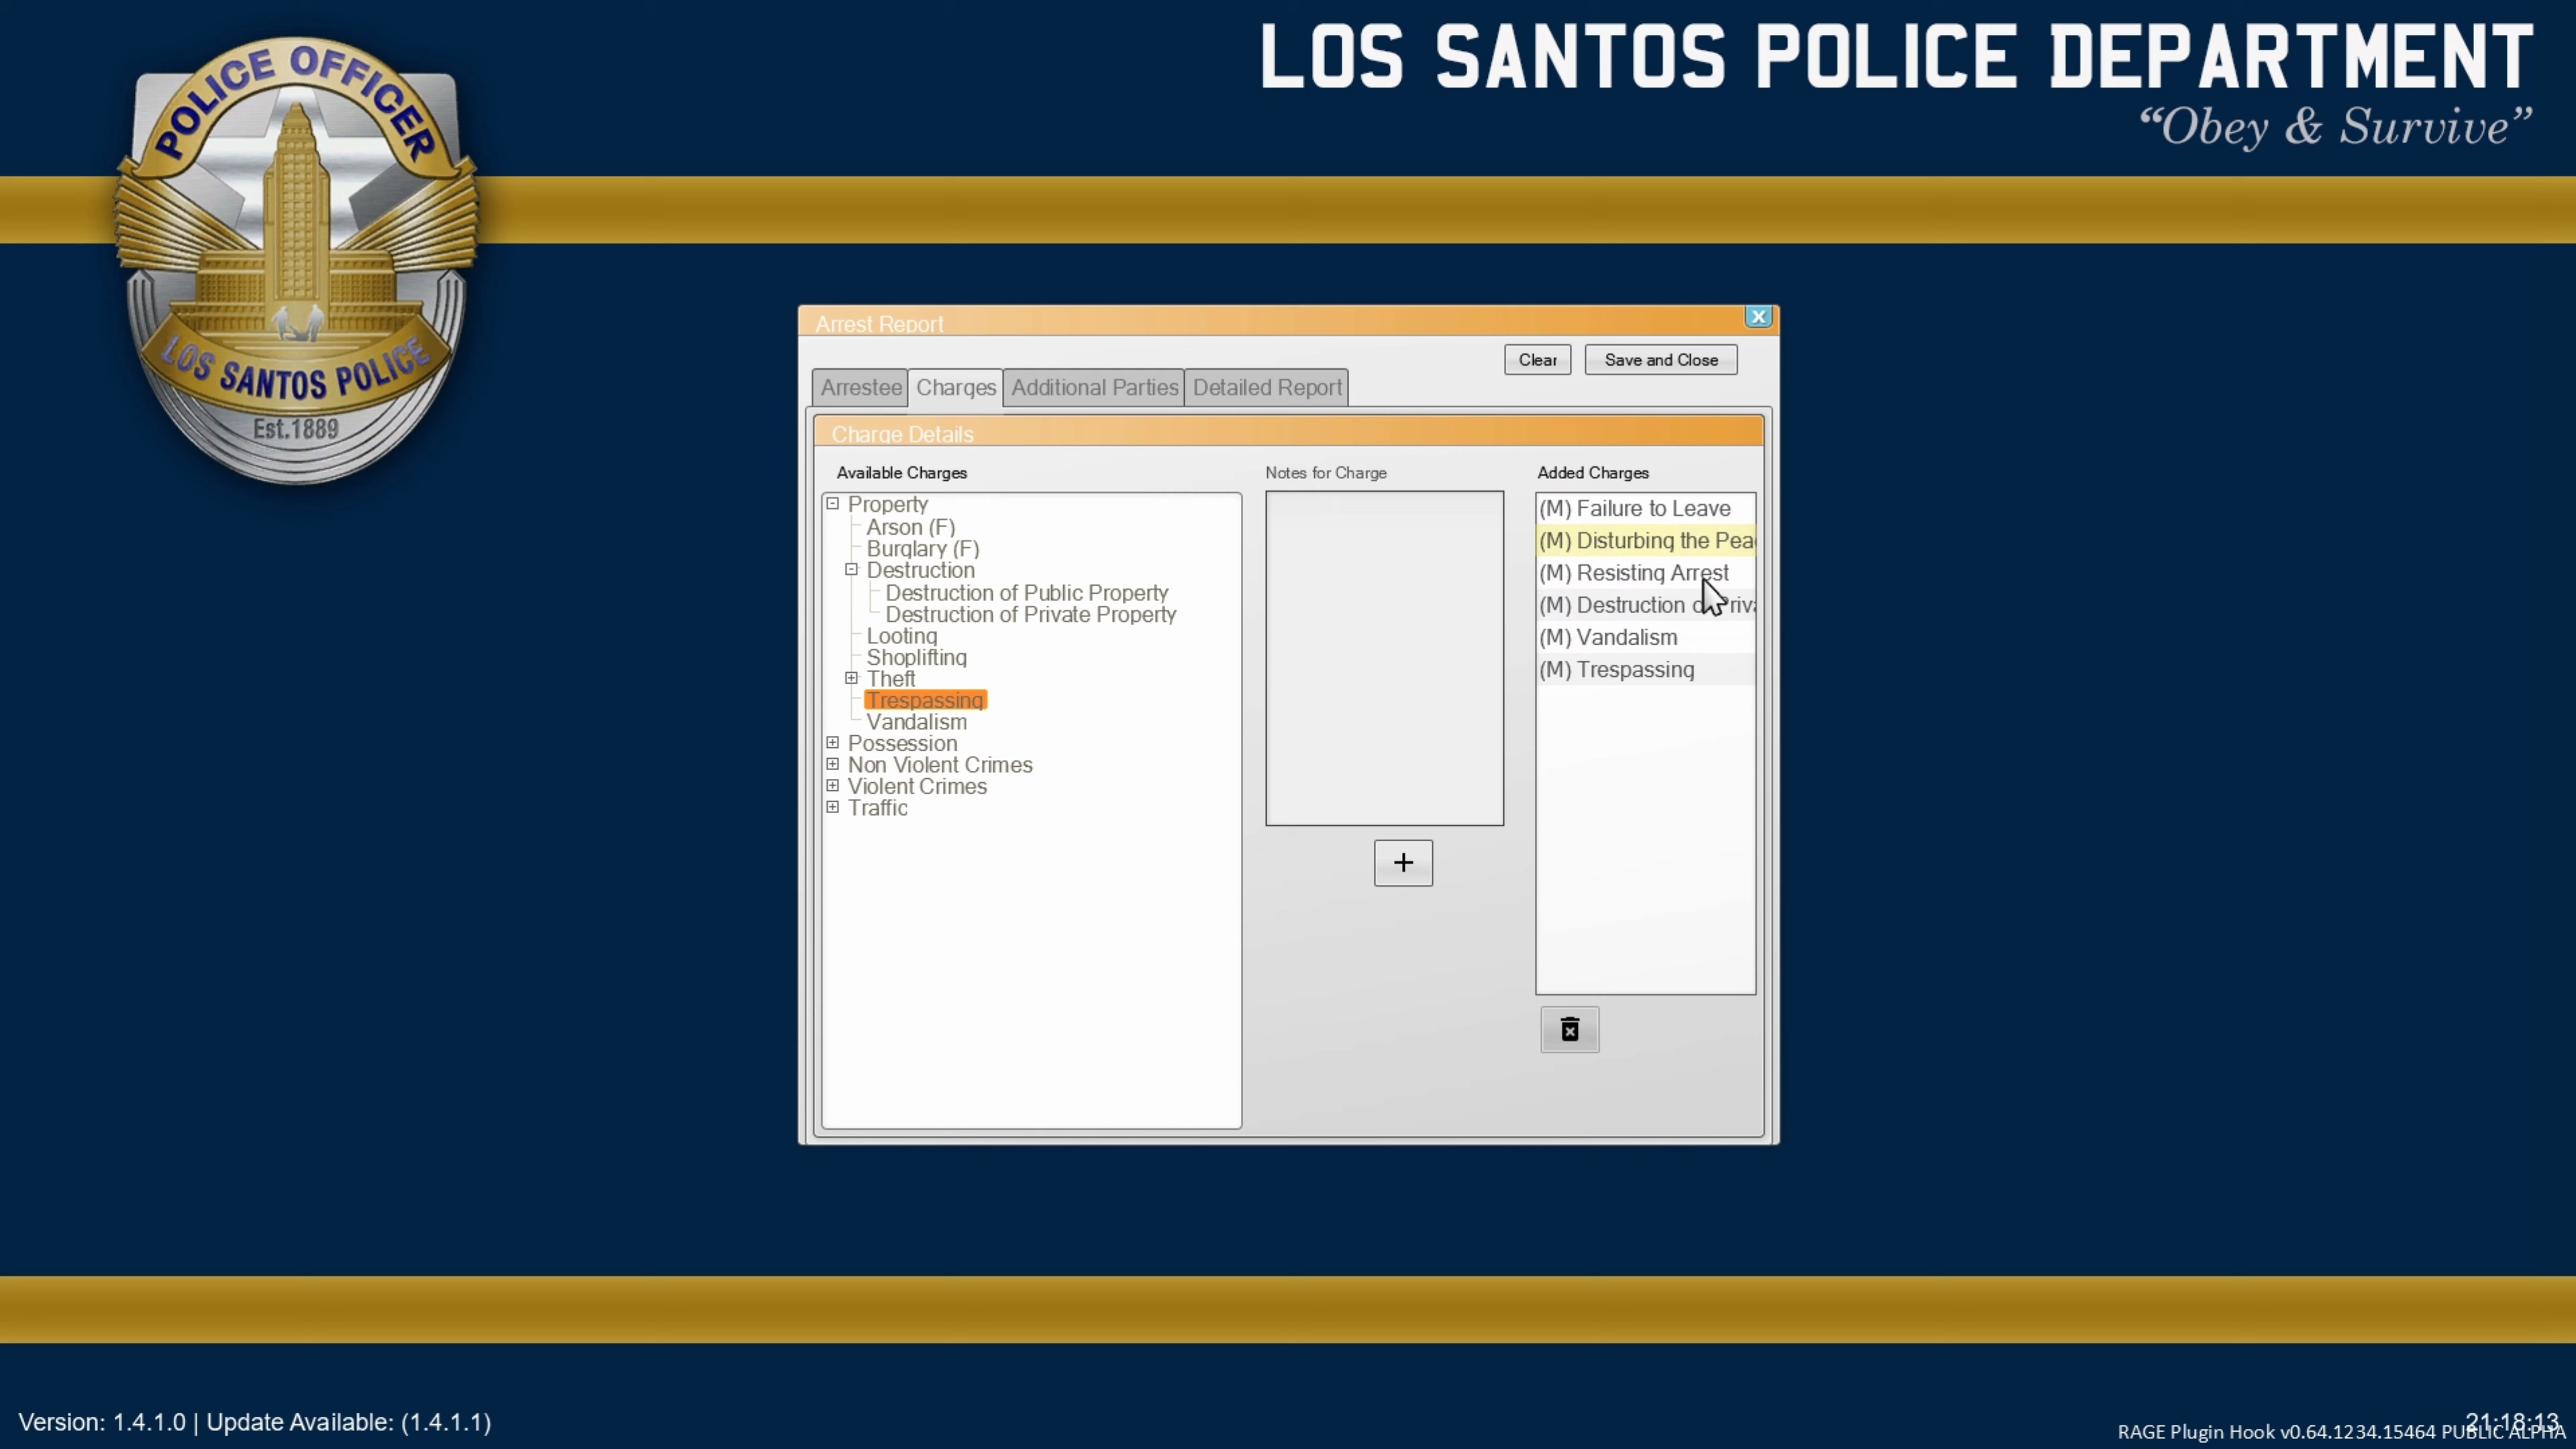 LOS SANTOS POLICE DEPARTMENT
“Obey & Survive”
POLICE OFFICER
LOS SANTOS POLICE
Est.1889
Arrest Report
Clear
Save and Close
Arrestee
Charges
Additional Parties
Detailed Report
Charge Details
Available Charges
Property
Arson (F)
Burglary (F)
Destruction
Destruction of Public Property
Destruction of Private Property
Looting
Shoplifting
Theft
Trespassing
Vandalism
Possession
Non Violent Crimes
Violent Crimes
Traffic
Notes for Charge
+
Added Charges
(M) Failure to Leave
(M) Disturbing the Pea
(M) Resisting Arrest
(M) Destruction of Priva
(M) Vandalism
(M) Trespassing
Version: 1.4.1.0 | Update Available: (1.4.1.1)
21:18:13
RAGE Plugin Hook v0.64.1234.15464 PUBLIC ALPHA